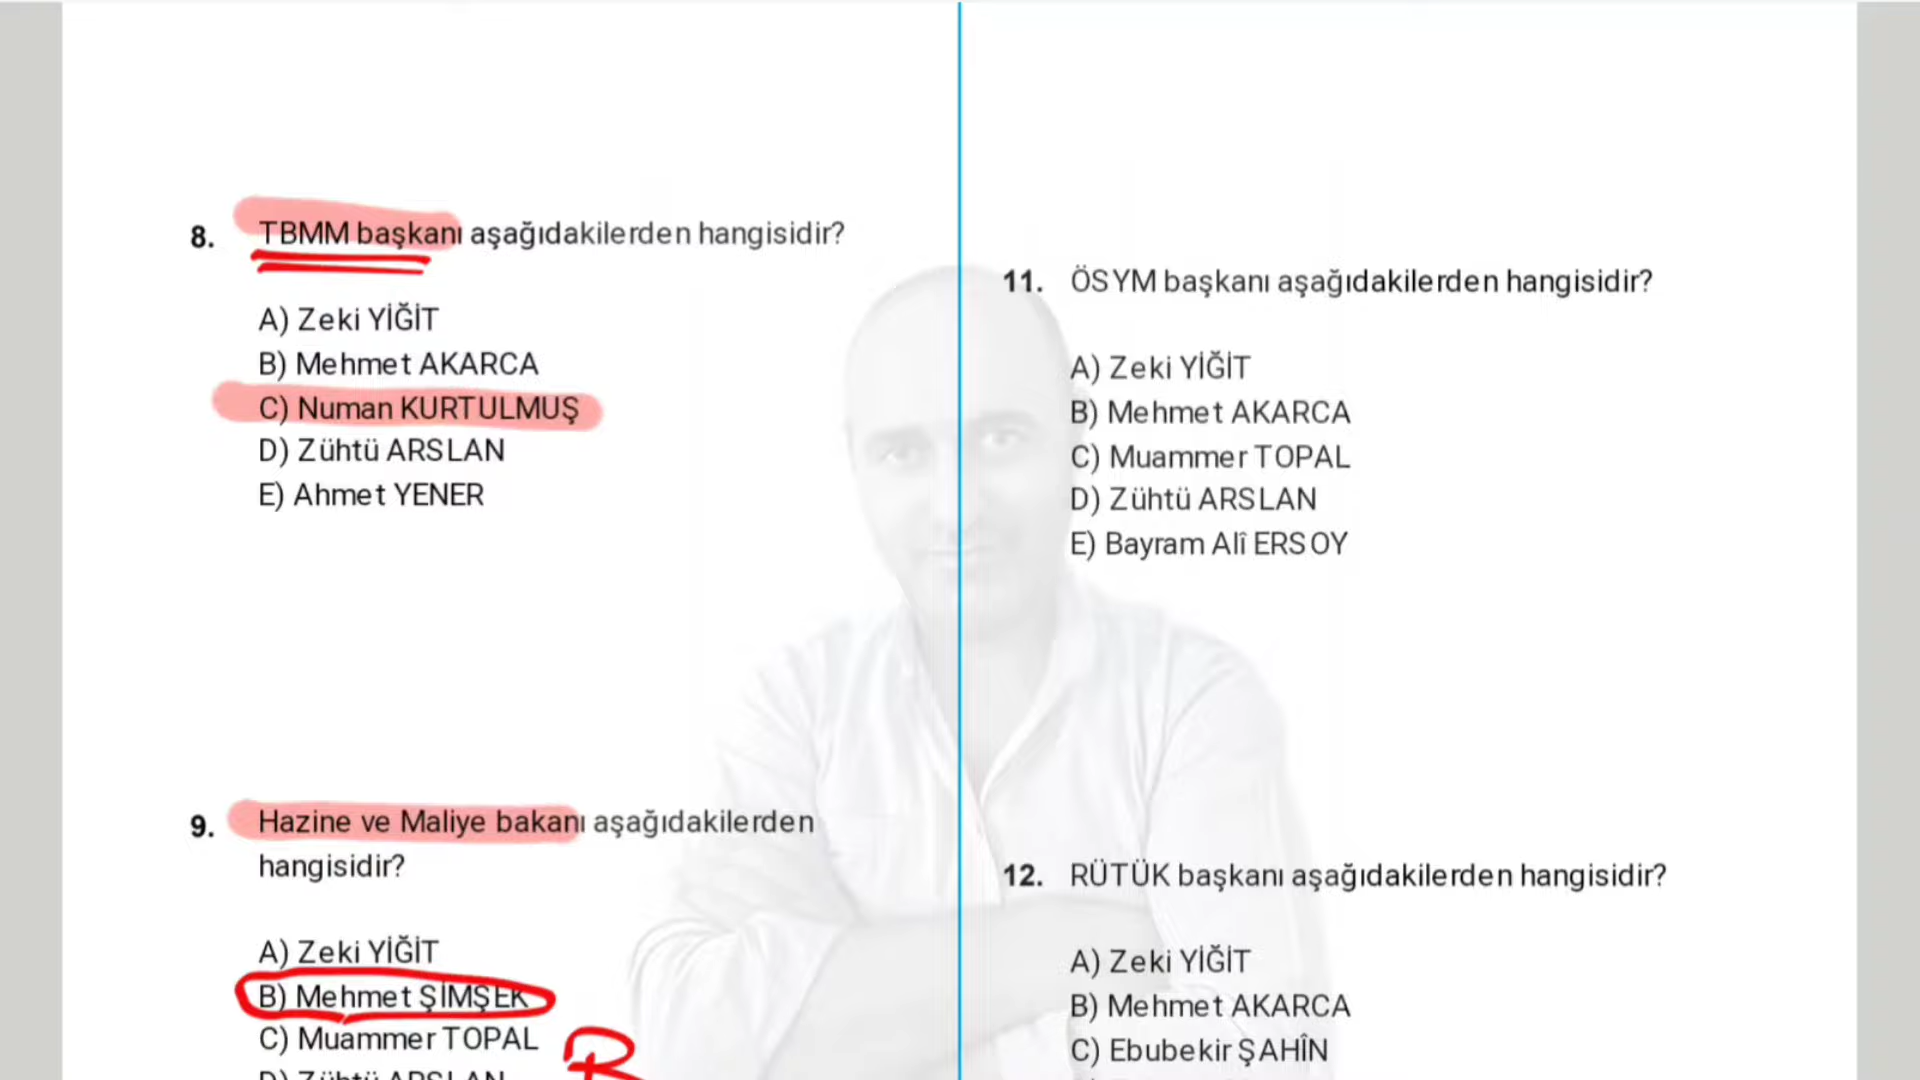 8. TBMM başkanı aşağıdakilerden hangisidir?
A) Zeki YİĞİT
B) Mehmet AKARCA
C) Numan KURTULMUŞ
D) Zühtü ARSLAN
E) Ahmet YENER
9. Hazine ve Maliye bakanı aşağıdakilerden
hangisidir?
A) Zeki YİĞİT
B) Mehmet ŞİMŞEK
C) Muammer TOPAL
D) Zühtü ARSLAN
B
11. ÖSYM başkanı aşağıdakilerden hangisidir?
A) Zeki YİĞİT
B) Mehmet AKARCA
C) Muammer TOPAL
D) Zühtü ARSLAN
E) Bayram Alî ERSOY
12. RÜTÜK başkanı aşağıdakilerden hangisidir?
A) Zeki YİĞİT
B) Mehmet AKARCA
C) Ebubekir ŞAHÎN